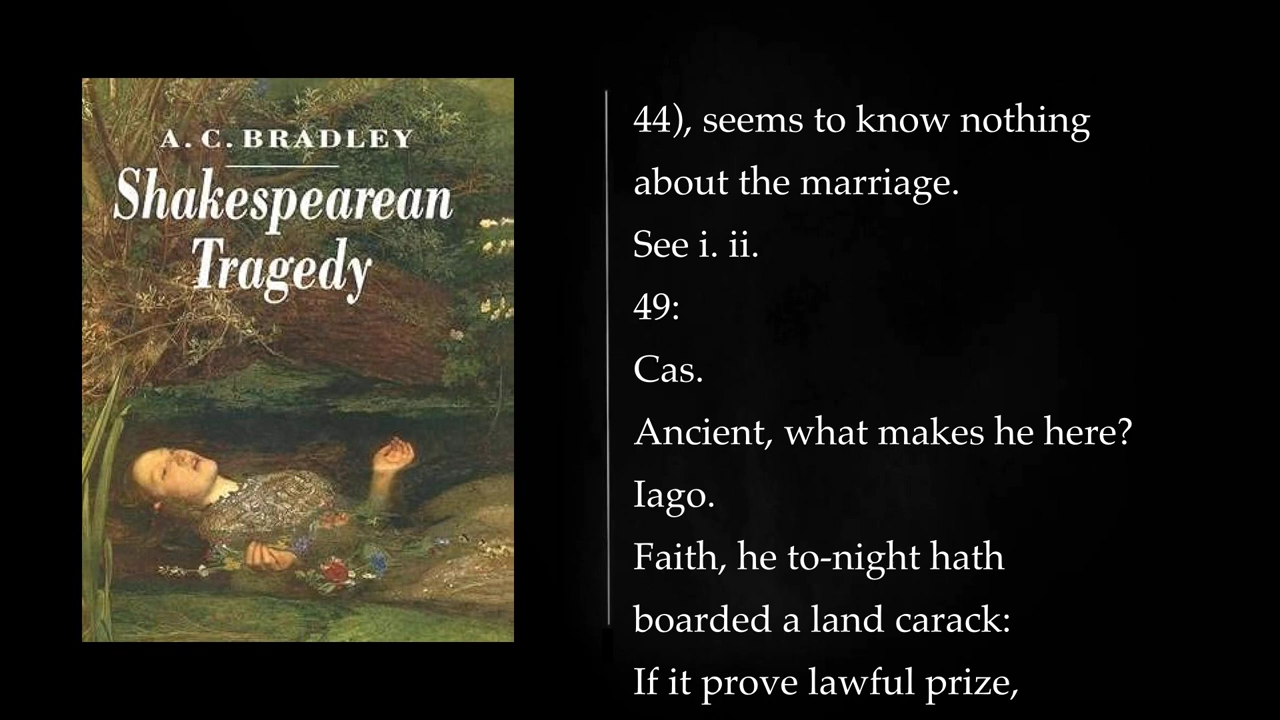 A. C. BRADLEY
Shakespearean
Tragedy
44), seems to know nothing
about the marriage.
See i. ii.
49:
Cas.
Ancient, what makes he here?
Iago.
Faith, he to-night hath
boarded a land carack:
If it prove lawful prize,